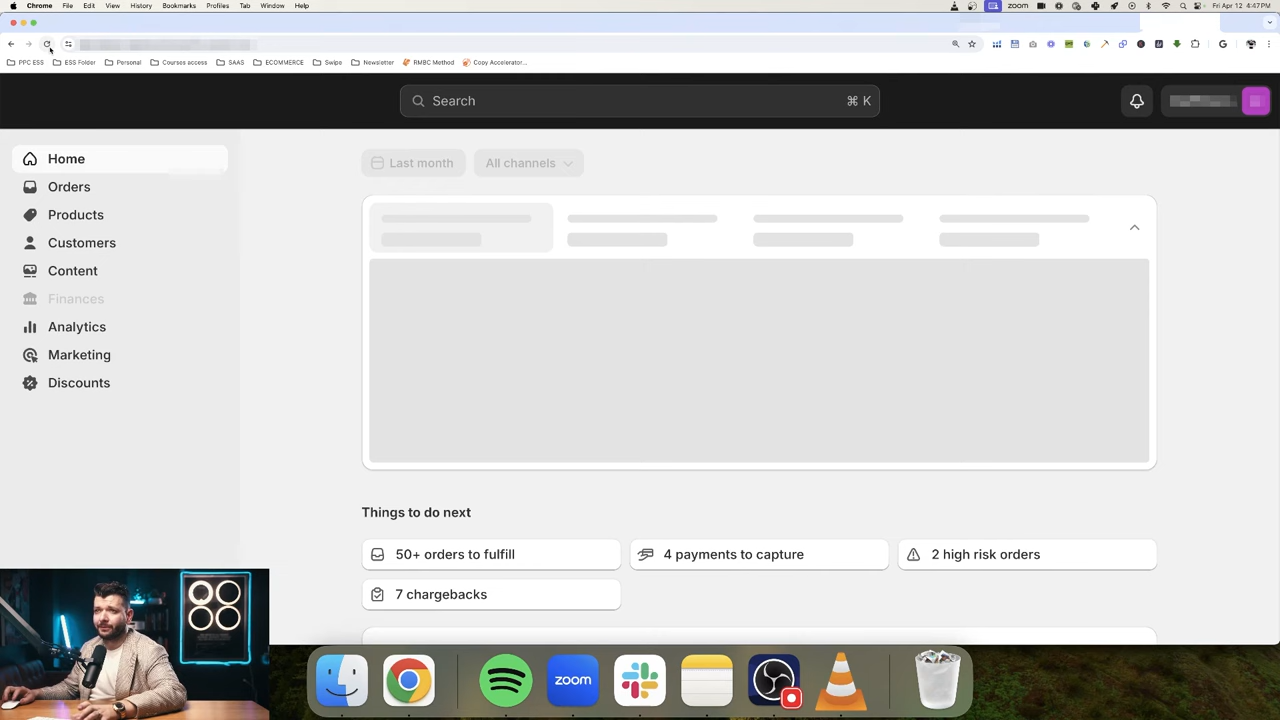 Chrome File Edit View History Bookmarks Profiles Tab Window Help
zoom Fri Apr 12 4:47PM
PPC ESS ESS Folder Personal Courses access SAAS ECOMMERCE Swipe Newsletter RMBC Method Copy Accelerator...
Search ⌘ K
Home
Orders
Products
Customers
Content
Finances
Analytics
Marketing
Discounts
Last month All channels
Things to do next
50+ orders to fulfill 4 payments to capture 2 high risk orders
7 chargebacks
zoom